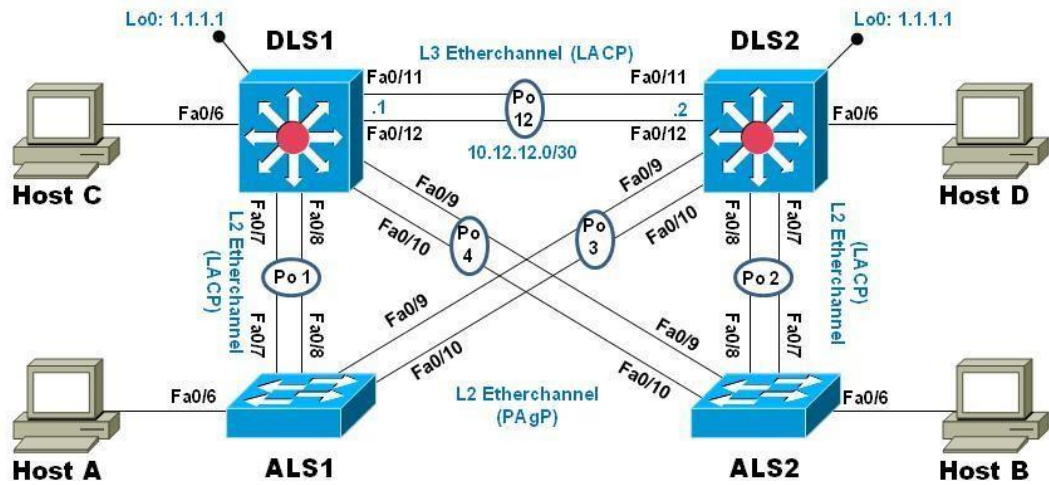 Lo0: 1.1.1.1
Lo0: 1.1.1.1
DLS1
DLS2
L3 Etherchannel (LACP)
Fa0/11
Fa0/11
Fa0/6
.1
Po
12
.2
Fa0/6
Fa0/12
Fa0/12
10.12.12.0/30
Host C
Host D
Fa0/7
Fa0/8
Fa0/9
Fa0/10
Po
4
Po
3
Fa0/9
Fa0/10
Fa0/8
Fa0/7
L2 Etherchannel
(LACP)
Po 1
Po 2
L2 Etherchannel
(LACP)
Fa0/7
Fa0/8
Fa0/9
Fa0/10
Fa0/9
Fa0/10
Fa0/8
Fa0/7
L2 Etherchannel
(PAgP)
Fa0/6
Fa0/6
Host A
ALS1
ALS2
Host B